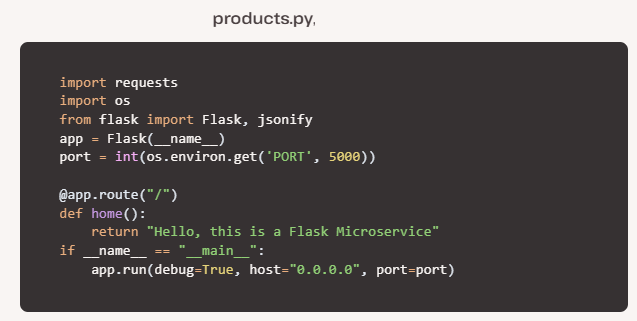 products.py,
import requests
import os
from flask import Flask, jsonify
app = Flask(__name__)
port = int(os.environ.get('PORT', 5000))
@app.route("/")
def home():
    return "Hello, this is a Flask Microservice"
if __name__ == "__main__":
    app.run(debug=True, host="0.0.0.0", port=port)